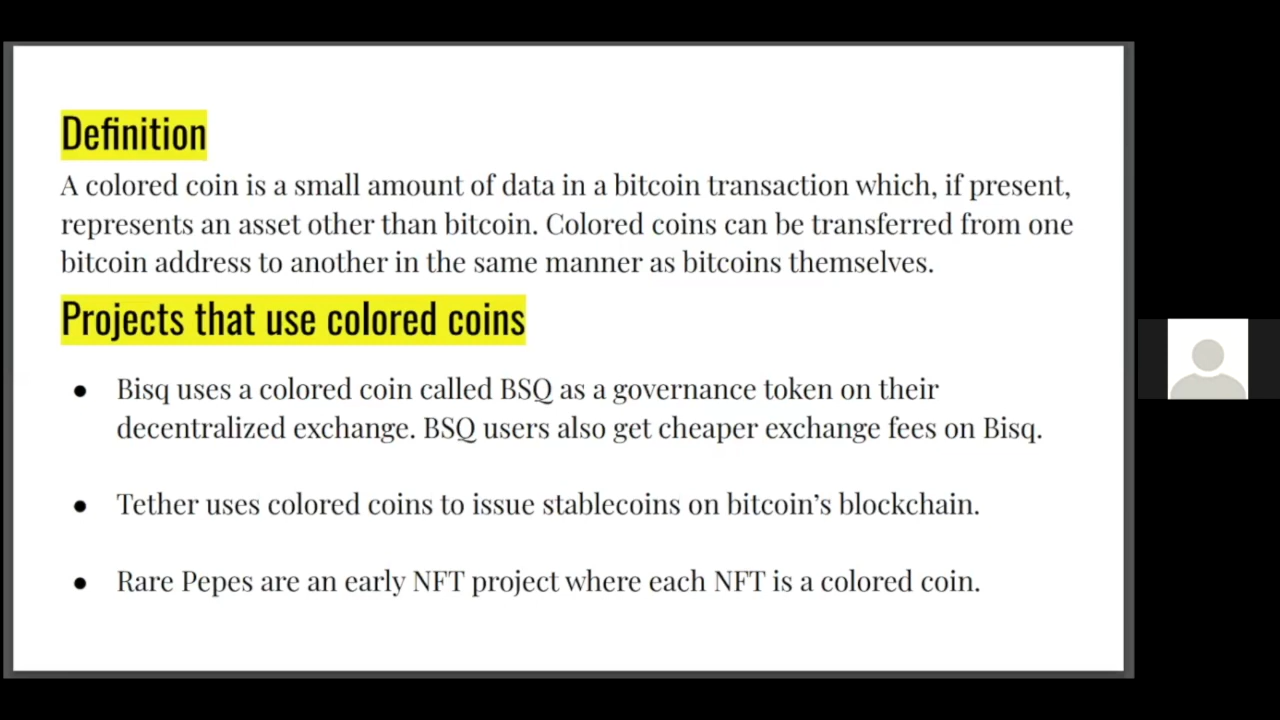 Definition
A colored coin is a small amount of data in a bitcoin transaction which, if present,
represents an asset other than bitcoin. Colored coins can be transferred from one
bitcoin address to another in the same manner as bitcoins themselves.
Projects that use colored coins
● Bisq uses a colored coin called BSQ as a governance token on their
decentralized exchange. BSQ users also get cheaper exchange fees on Bisq.
● Tether uses colored coins to issue stablecoins on bitcoin’s blockchain.
● Rare Pepes are an early NFT project where each NFT is a colored coin.